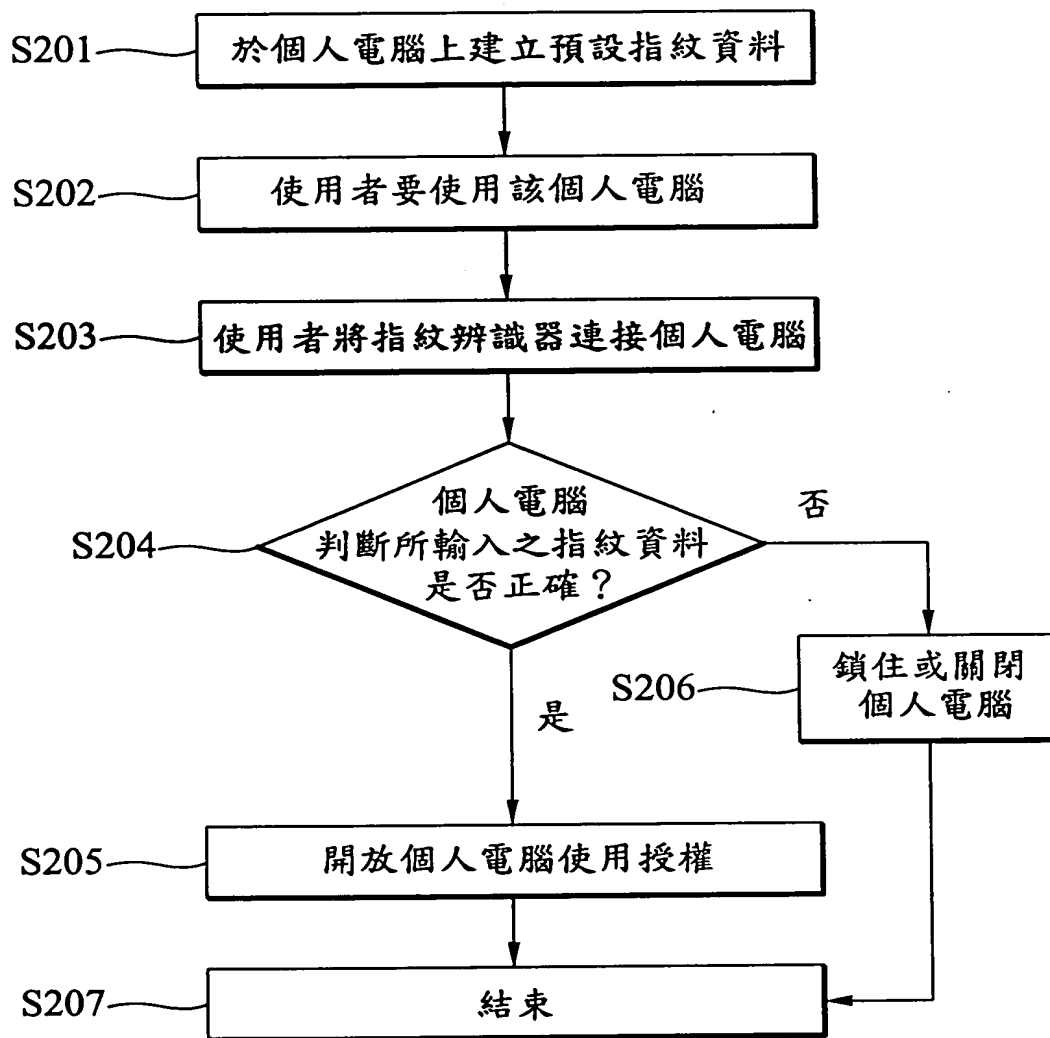 S201
於個人電腦上建立預設指紋資料
S202
使用者要使用該個人電腦
S203
使用者將指紋辨識器連接個人電腦
S204
個人電腦
判斷所輸入之指紋資料
是否正確?
否
S206
鎖住或關閉
個人電腦
是
S205
開放個人電腦使用授權
S207
結束